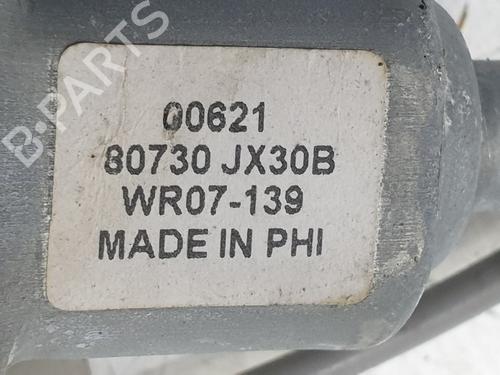 B-PARTS
00621
80730 JX30B
WR07-139
MADE IN PHI